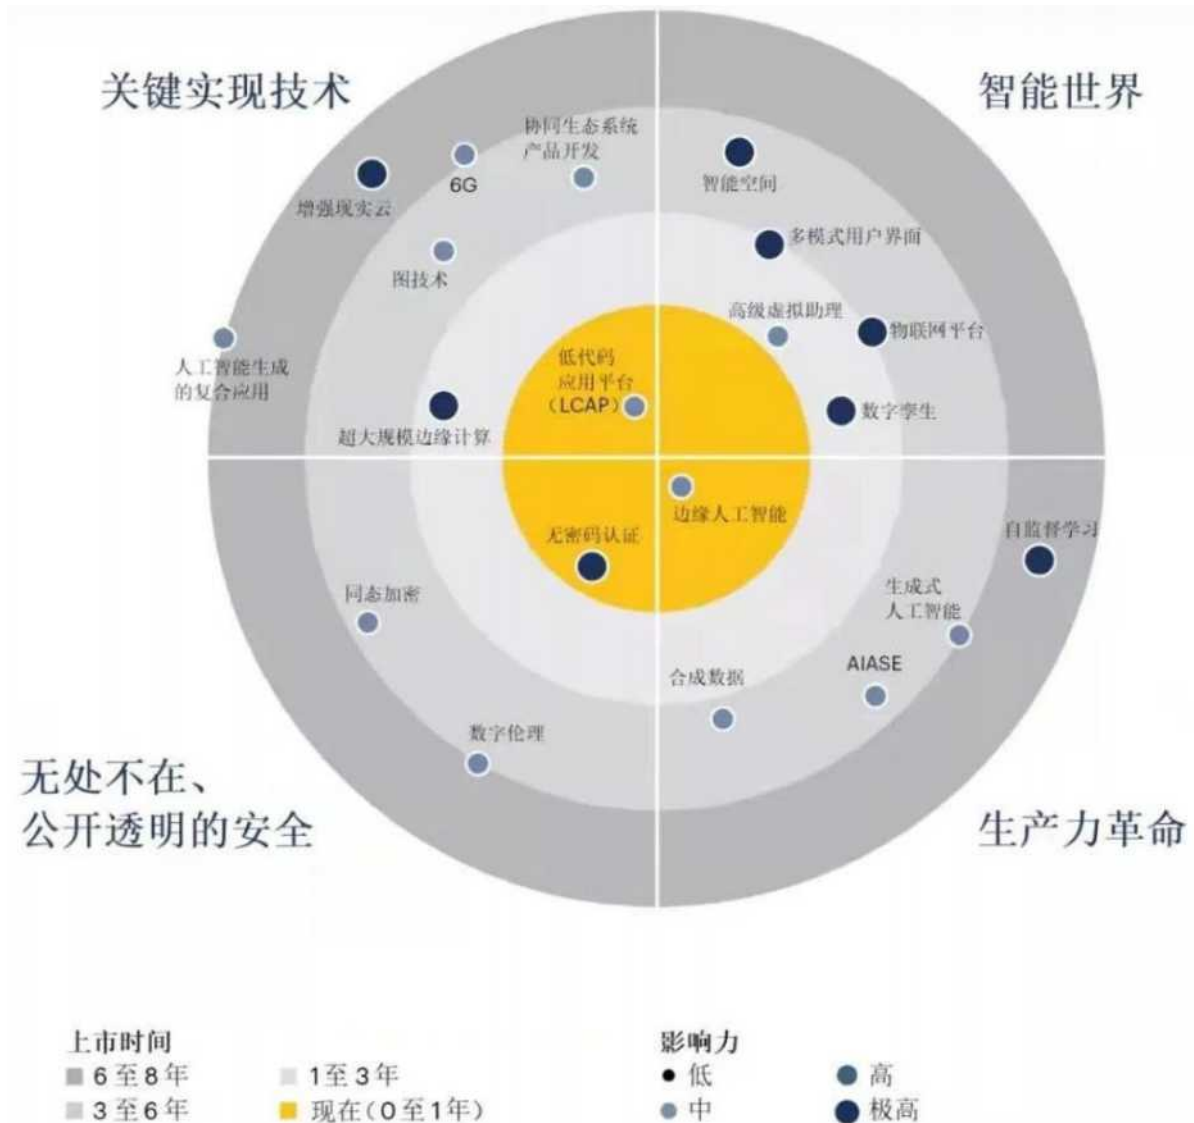 关键实现技术
智能世界
协同生态系统
产品开发
6G
增强现实云
智能空间
多模式用户界面
图技术
高级虚拟助理
物联网平台
低代码
应用平台
(LCAP)
人工智能生成
的复合应用
数字孪生
超大规模边缘计算
边缘人工智能
无密码认证
自监督学习
同态加密
生成式
人工智能
AIASE
合成数据
数字伦理
无处不在、
公开透明的安全
生产力革命
上市时间
6 至 8 年
1至 3 年
3 至 6 年
现在(0 至1年)
影响力
低
高
中
极高